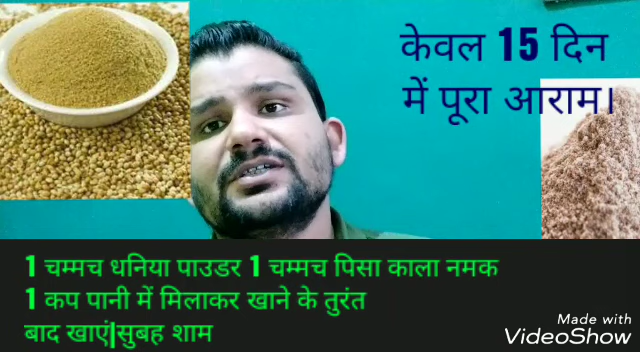 केवल 15 दिन
में पूरा आराम।
1 चम्मच धनिया पाउडर 1 चम्मच पिसा काला नमक
1 कप पानी में मिलाकर खाने के तुरंत
बाद खाएं|सुबह शाम
Made with
VideoShow